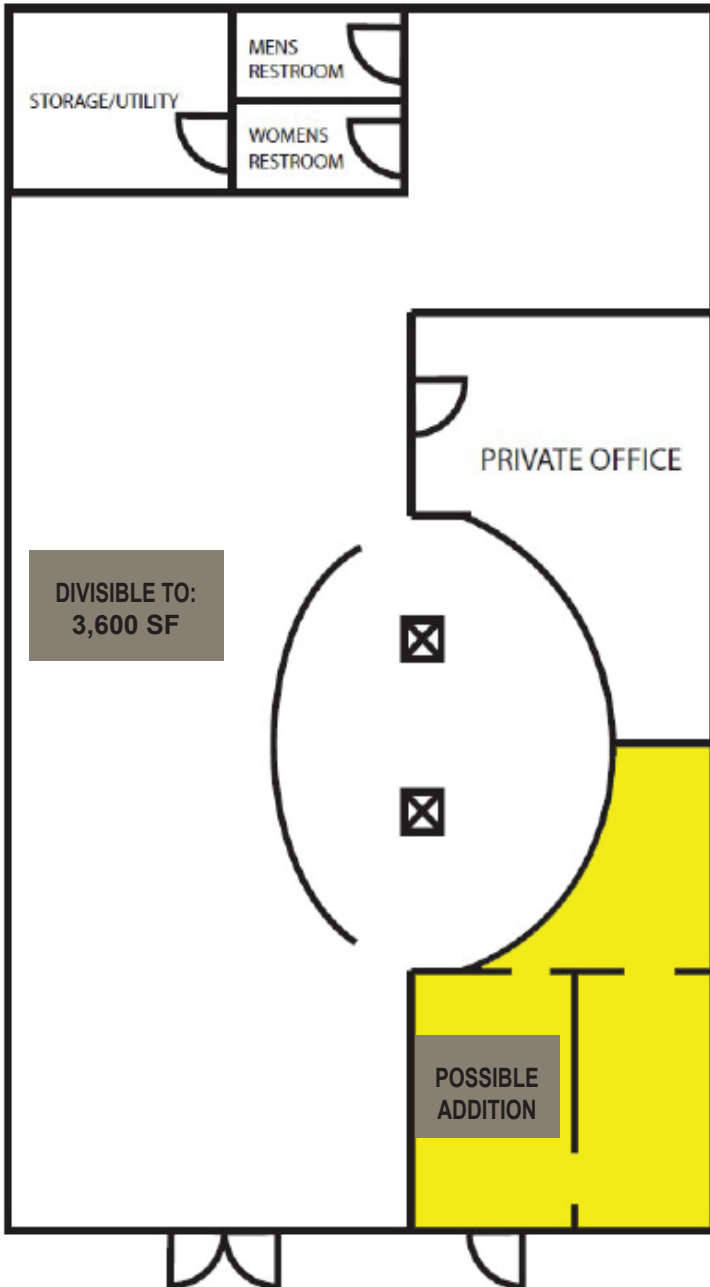 MENS
RESTROOM
STORAGE/UTILITY
WOMENS
RESTROOM
PRIVATE OFFICE
DIVISIBLE TO:
3,600 SF
POSSIBLE
ADDITION